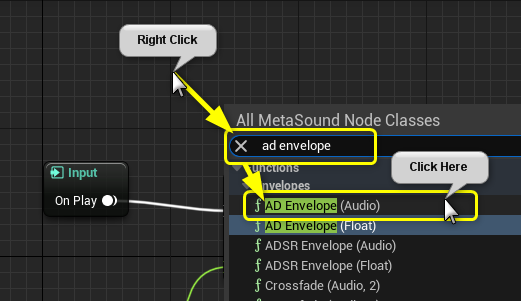 Right Click
All MetaSound Node Classes
ad envelope
Functions
Envelopes
Click Here
Input
On Play
AD Envelope (Audio)
AD Envelope (Float)
ADSR Envelope (Audio)
ADSR Envelope (Float)
Crossfade (Audio, 2)